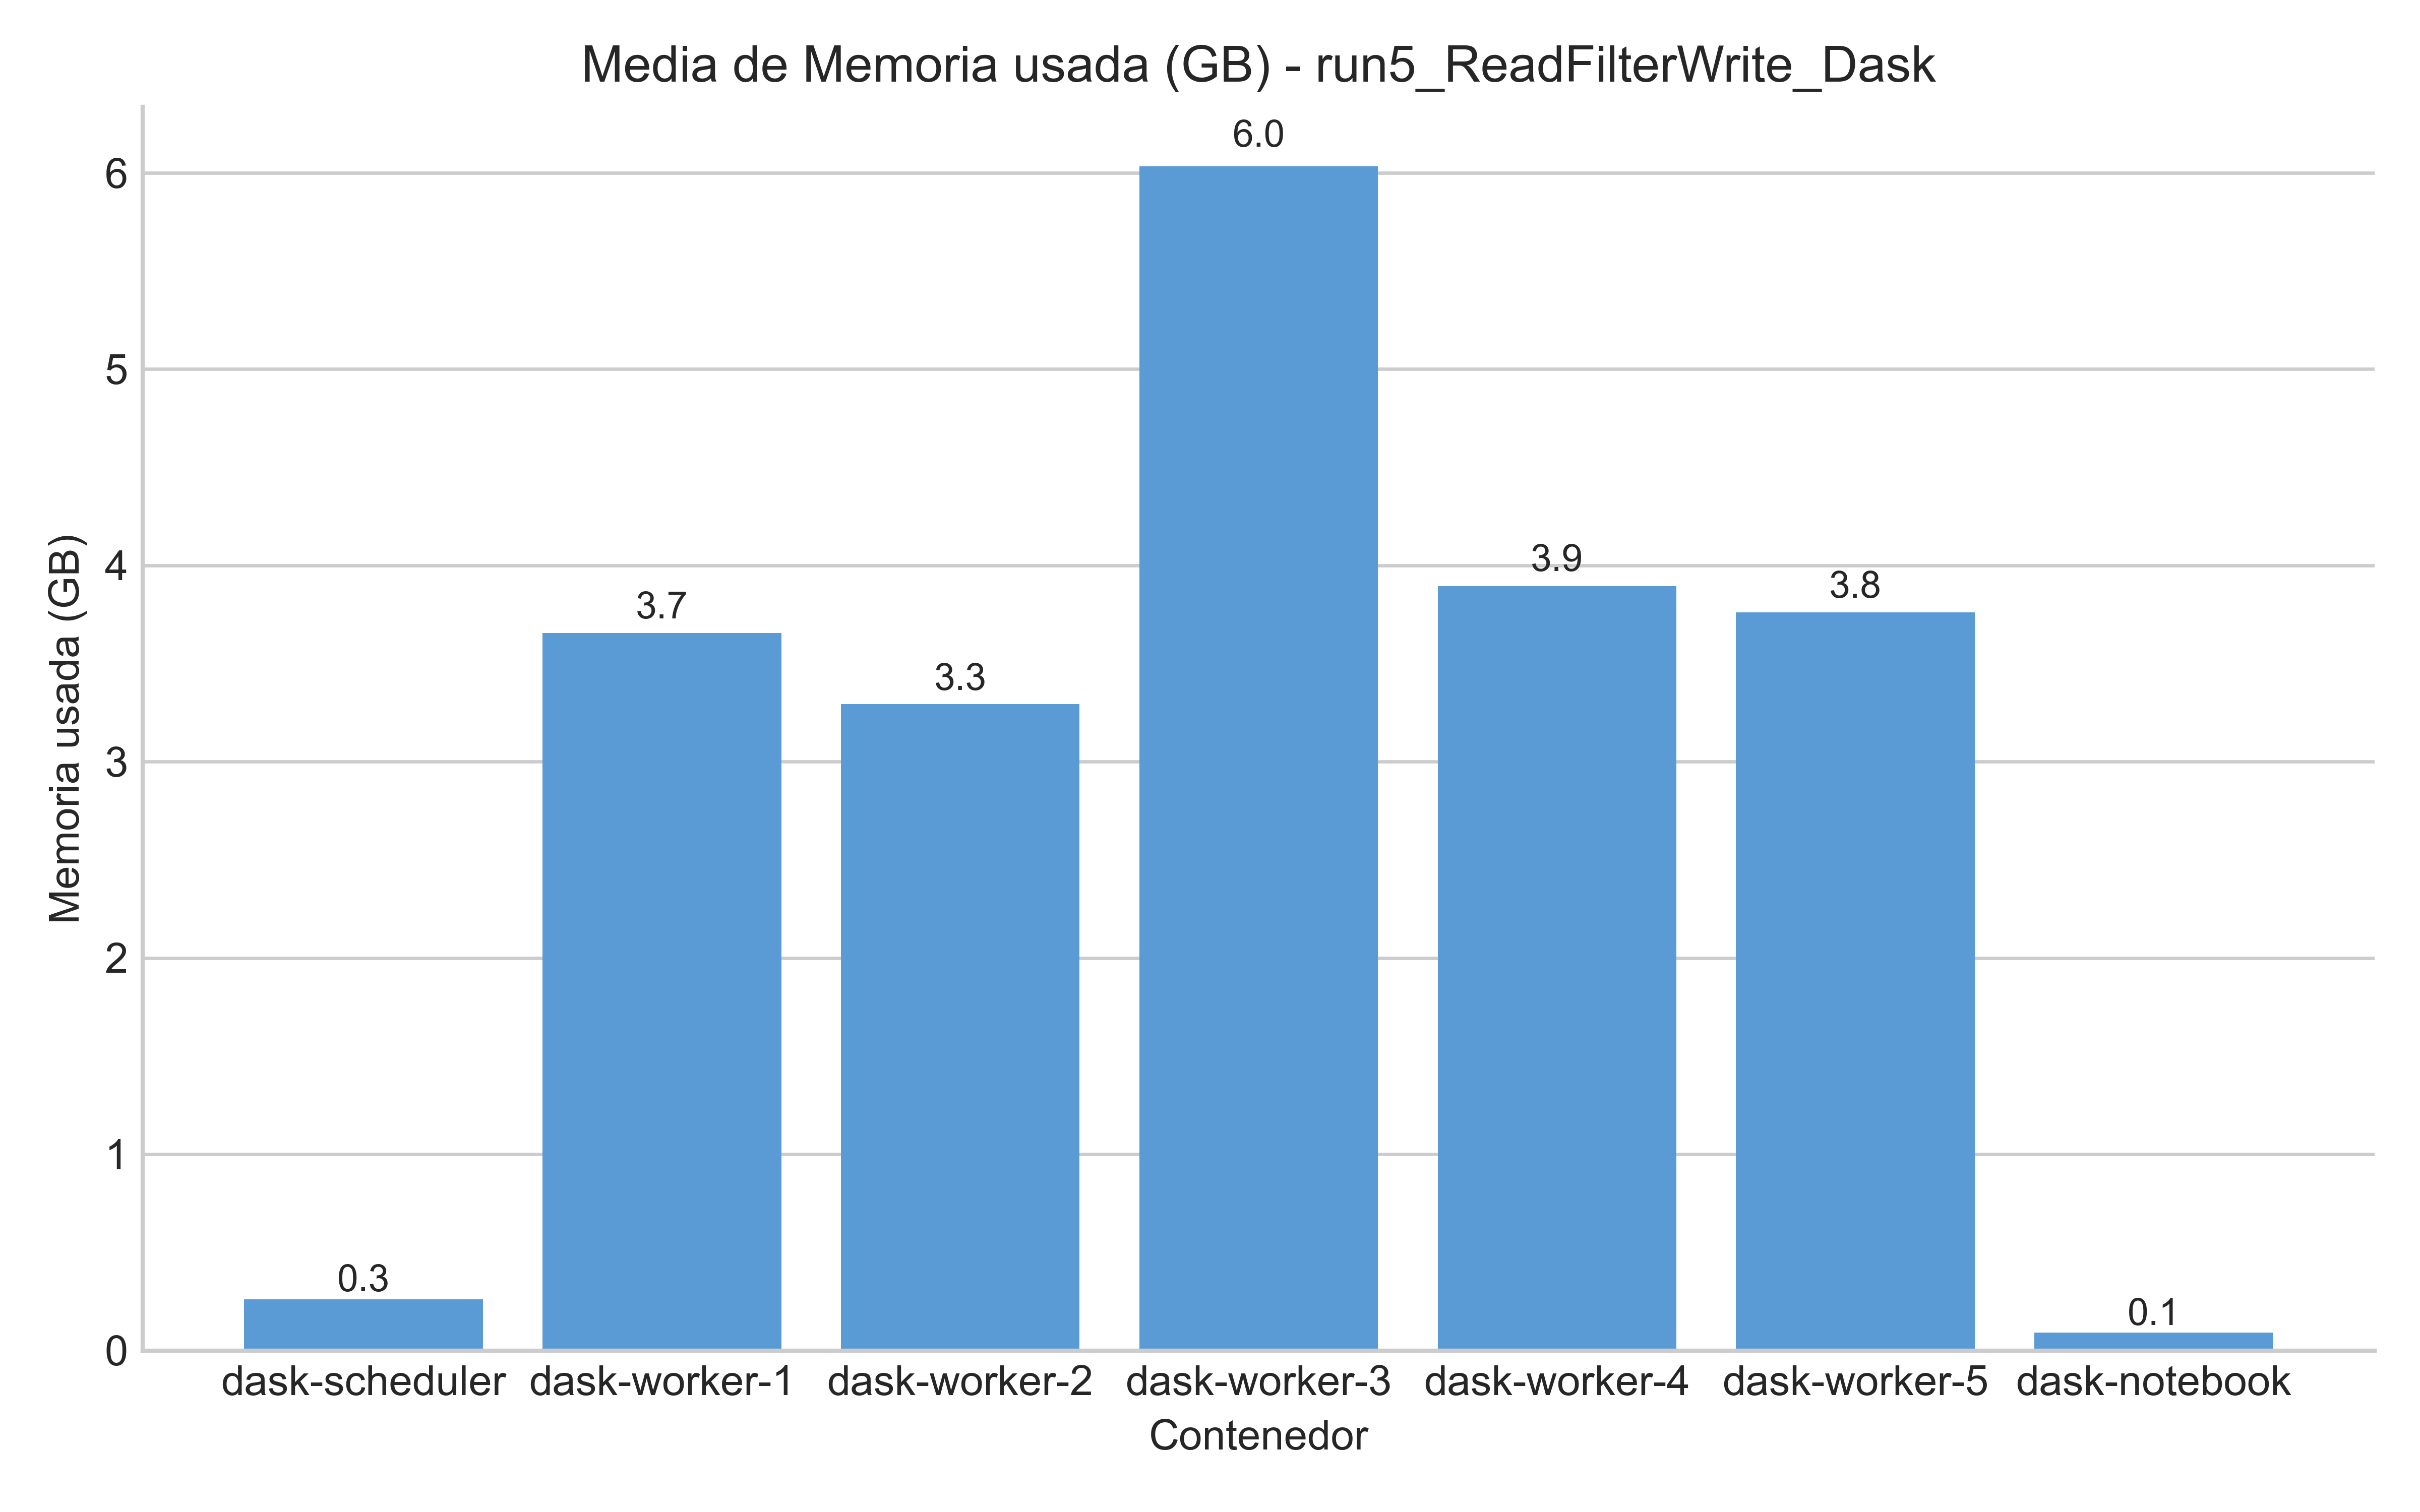 Media de Memoria usada (GB) - run5_ReadFilterWrite_Dask
Memoria usada (GB)
6
5
4
3
2
1
0
0.3
3.7
3.3
6.0
3.9
3.8
0.1
dask-scheduler
dask-worker-1
dask-worker-2
dask-worker-3
dask-worker-4
dask-worker-5
dask-notebook
Contenedor